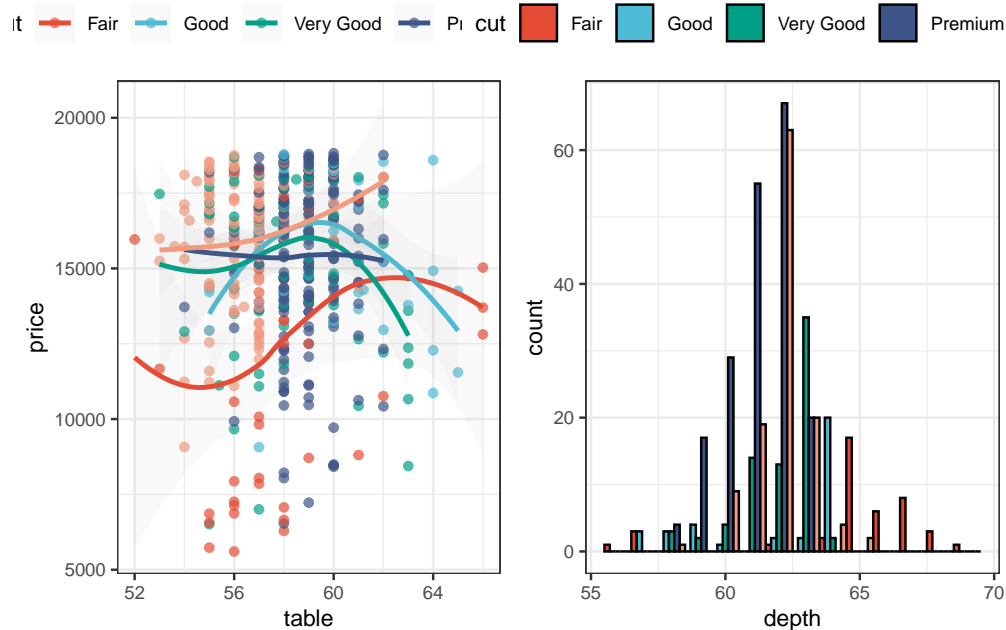 Fair Good Very Good
cut Fair Good Very Good Premium
20000
15000
10000
5000
price
52 56 60 64
table
60
40
20
0
count
55 60 65 70
depth